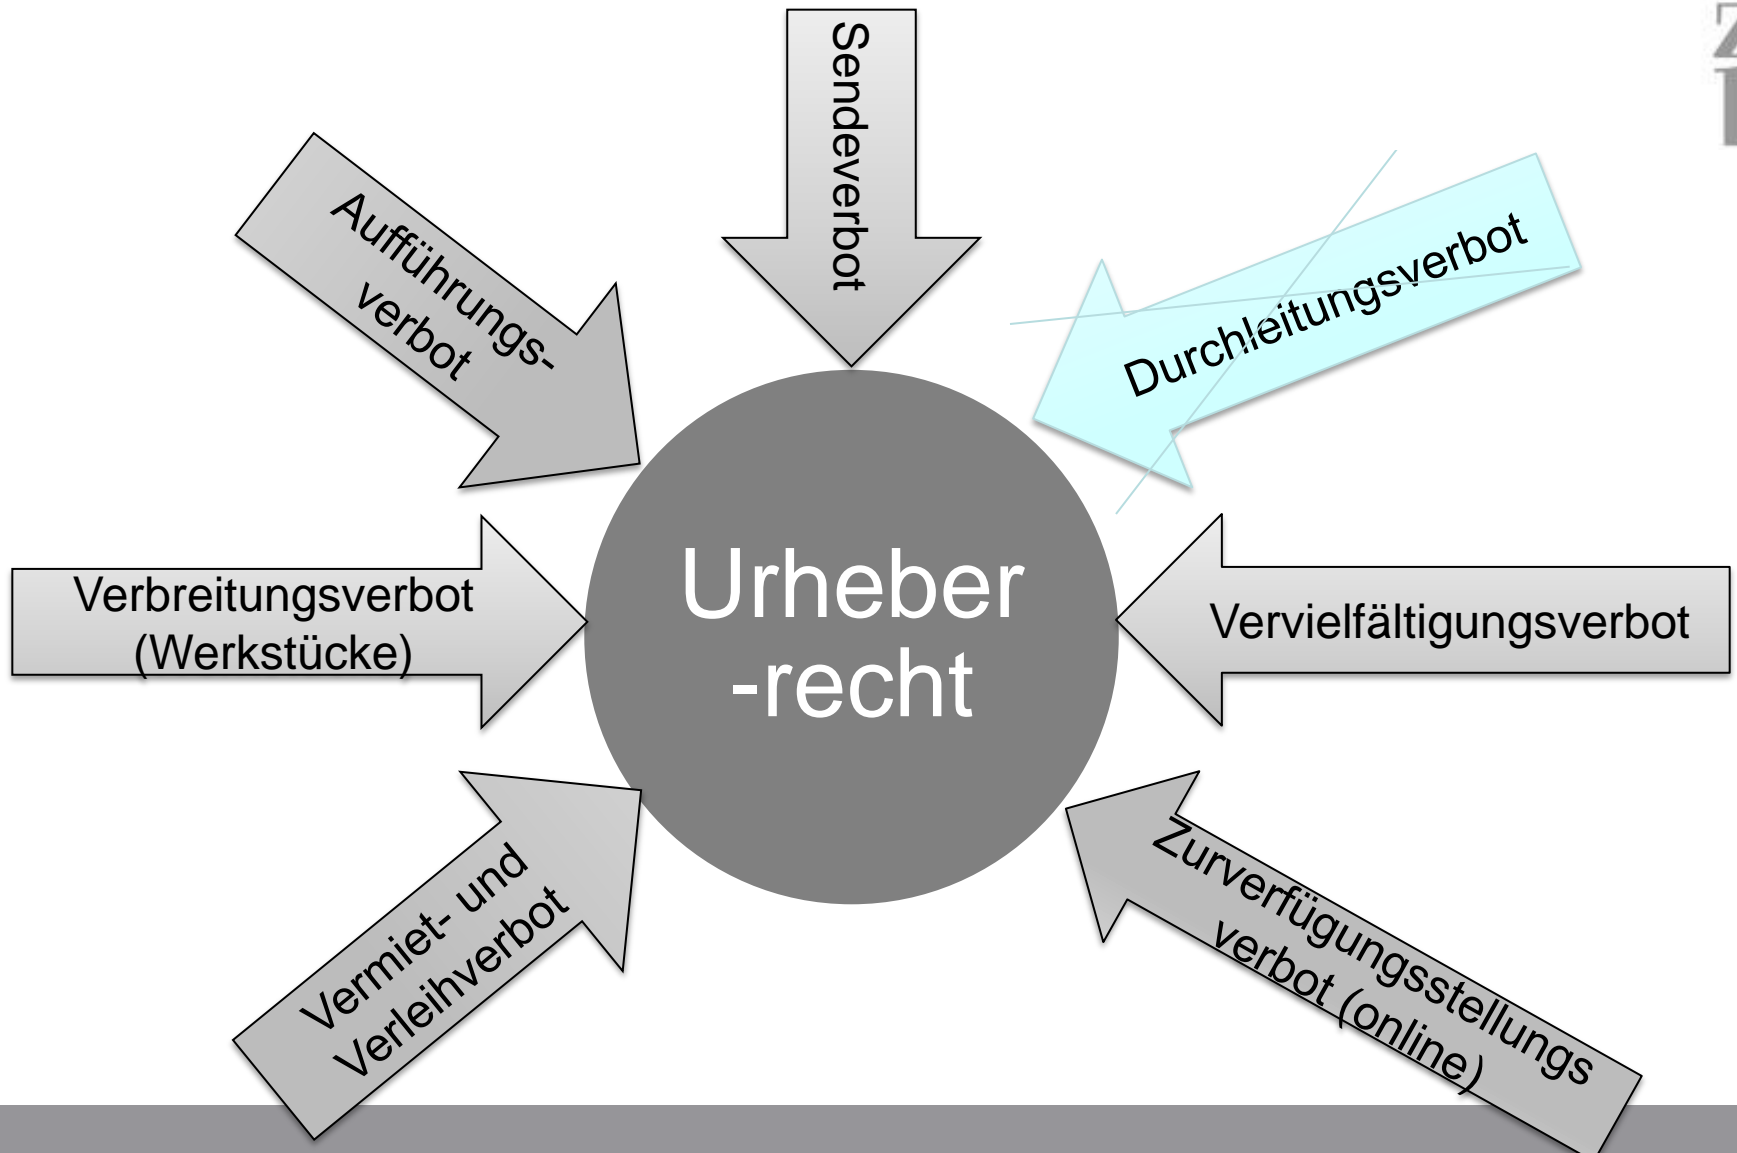 Sendeverbot
Aufführungs-
verbot
Durchleitungsverbot
Verbreitungsverbot
(Werkstücke)
Urheber
-recht
Vervielfältigungsverbot
Vermiet- und
Verleihverbot
Zurverfügungsstellungs
verbot (online)